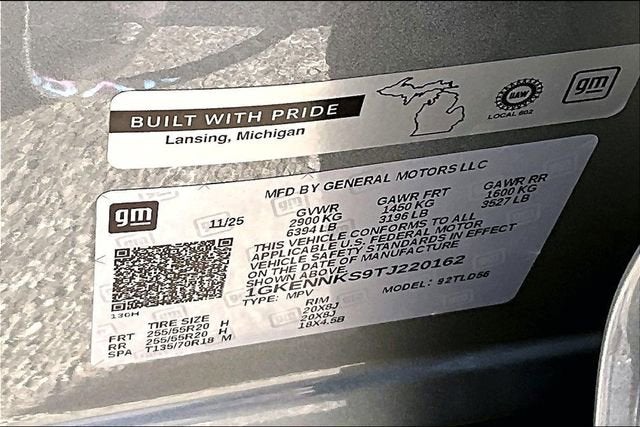 BUILT WITH PRIDE
Lansing, Michigan
UAW
LOCAL 602
gm
MFD BY GENERAL MOTORS LLC
gm
11/25
GVWR GAWR FRT GAWR RR
2900 KG 1450 KG 1600 KG
6394 LB 3196 LB 3527 LB
THIS VEHICLE CONFORMS TO ALL
APPLICABLE U.S. FEDERAL MOTOR
VEHICLE SAFETY STANDARDS IN EFFECT
ON THE DATE OF MANUFACTURE
1GKENNKS9TJ220162
TYPE: MPV MODEL: 92TLD56
136H
TIRE SIZE RIM
FRT 255/55R20 H 20X8J
RR 255/55R20 H 20X8J
SPA T135/70R18 M 18X4.5B